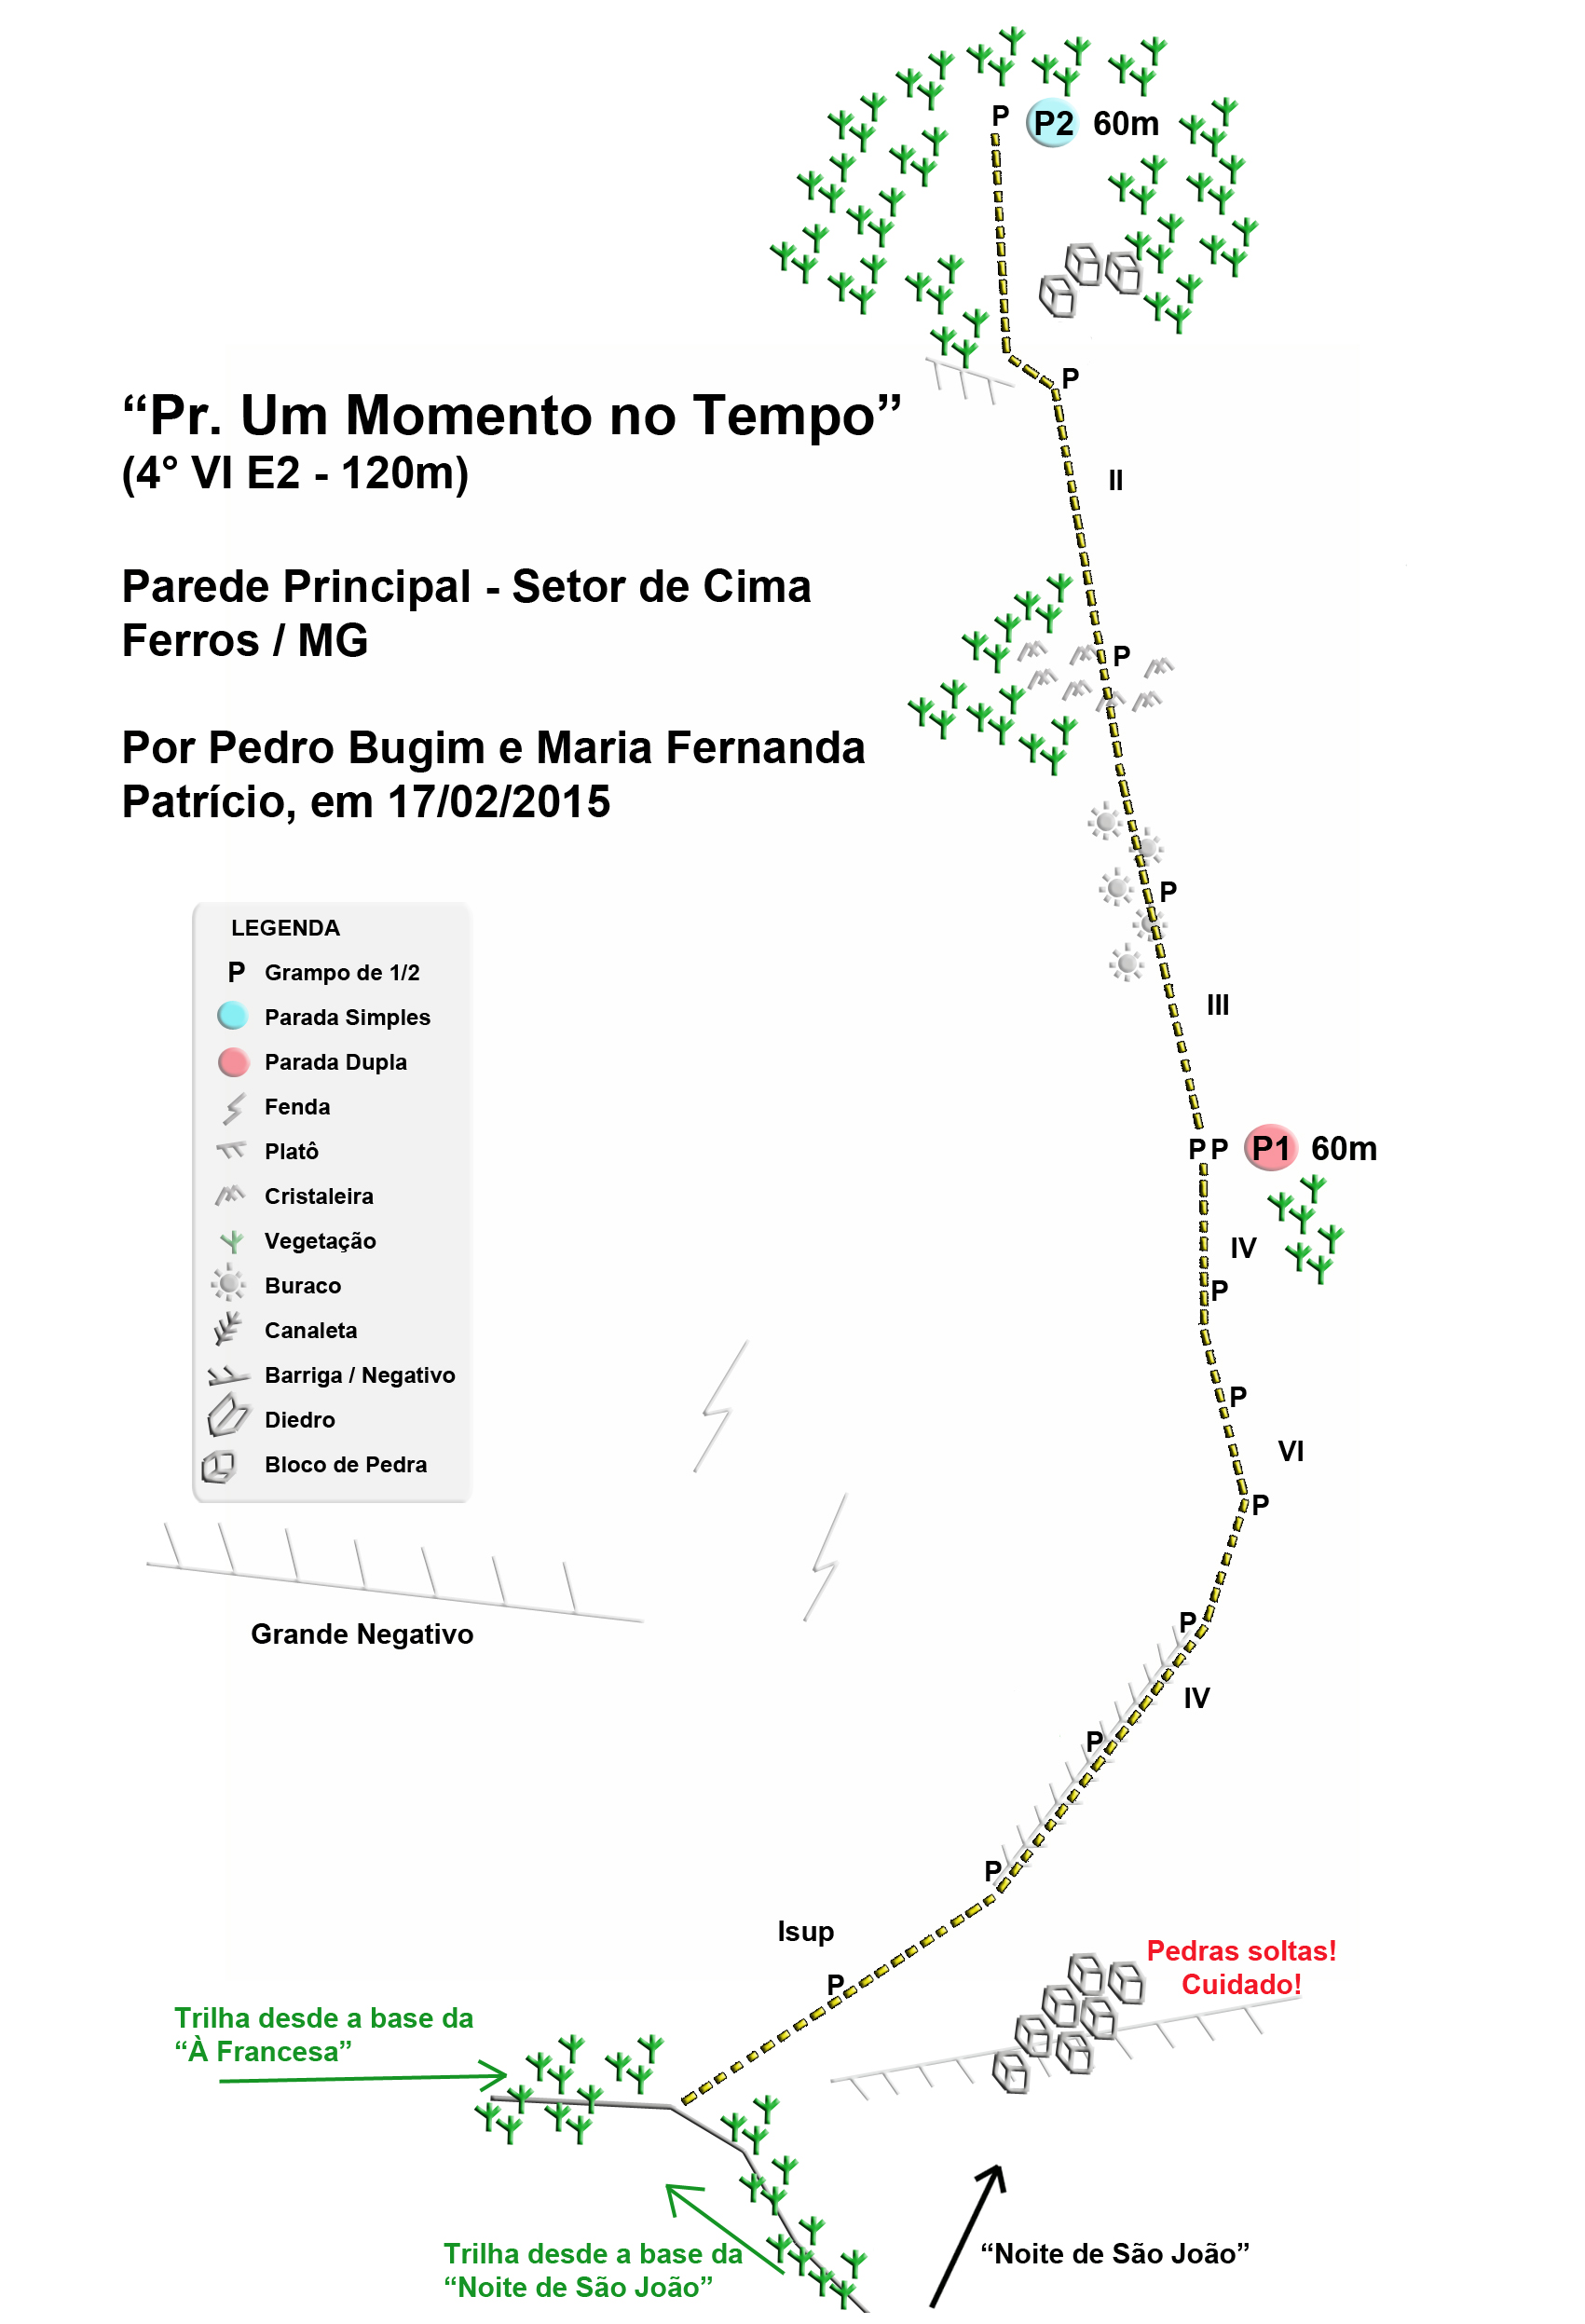 P P2 60m
P
“Pr. Um Momento no Tempo”
(4° VI E2 - 120m)
II
Parede Principal - Setor de Cima
Ferros / MG
P
Por Pedro Bugim e Maria Fernanda
Patrício, em 17/02/2015
P
LEGENDA
P Grampo de 1/2
Parada Simples
Parada Dupla
Fenda
Platô
Cristaleira
Vegetação
Buraco
Canaleta
Barriga / Negativo
Diedro
Bloco de Pedra
III
P P P1 60m
IV
P
P
VI
P
Grande Negativo
P
IV
P
P
Isup
P
Pedras soltas!
Cuidado!
Trilha desde a base da
“À Francesa”
Trilha desde a base da
“Noite de São João”
“Noite de São João”